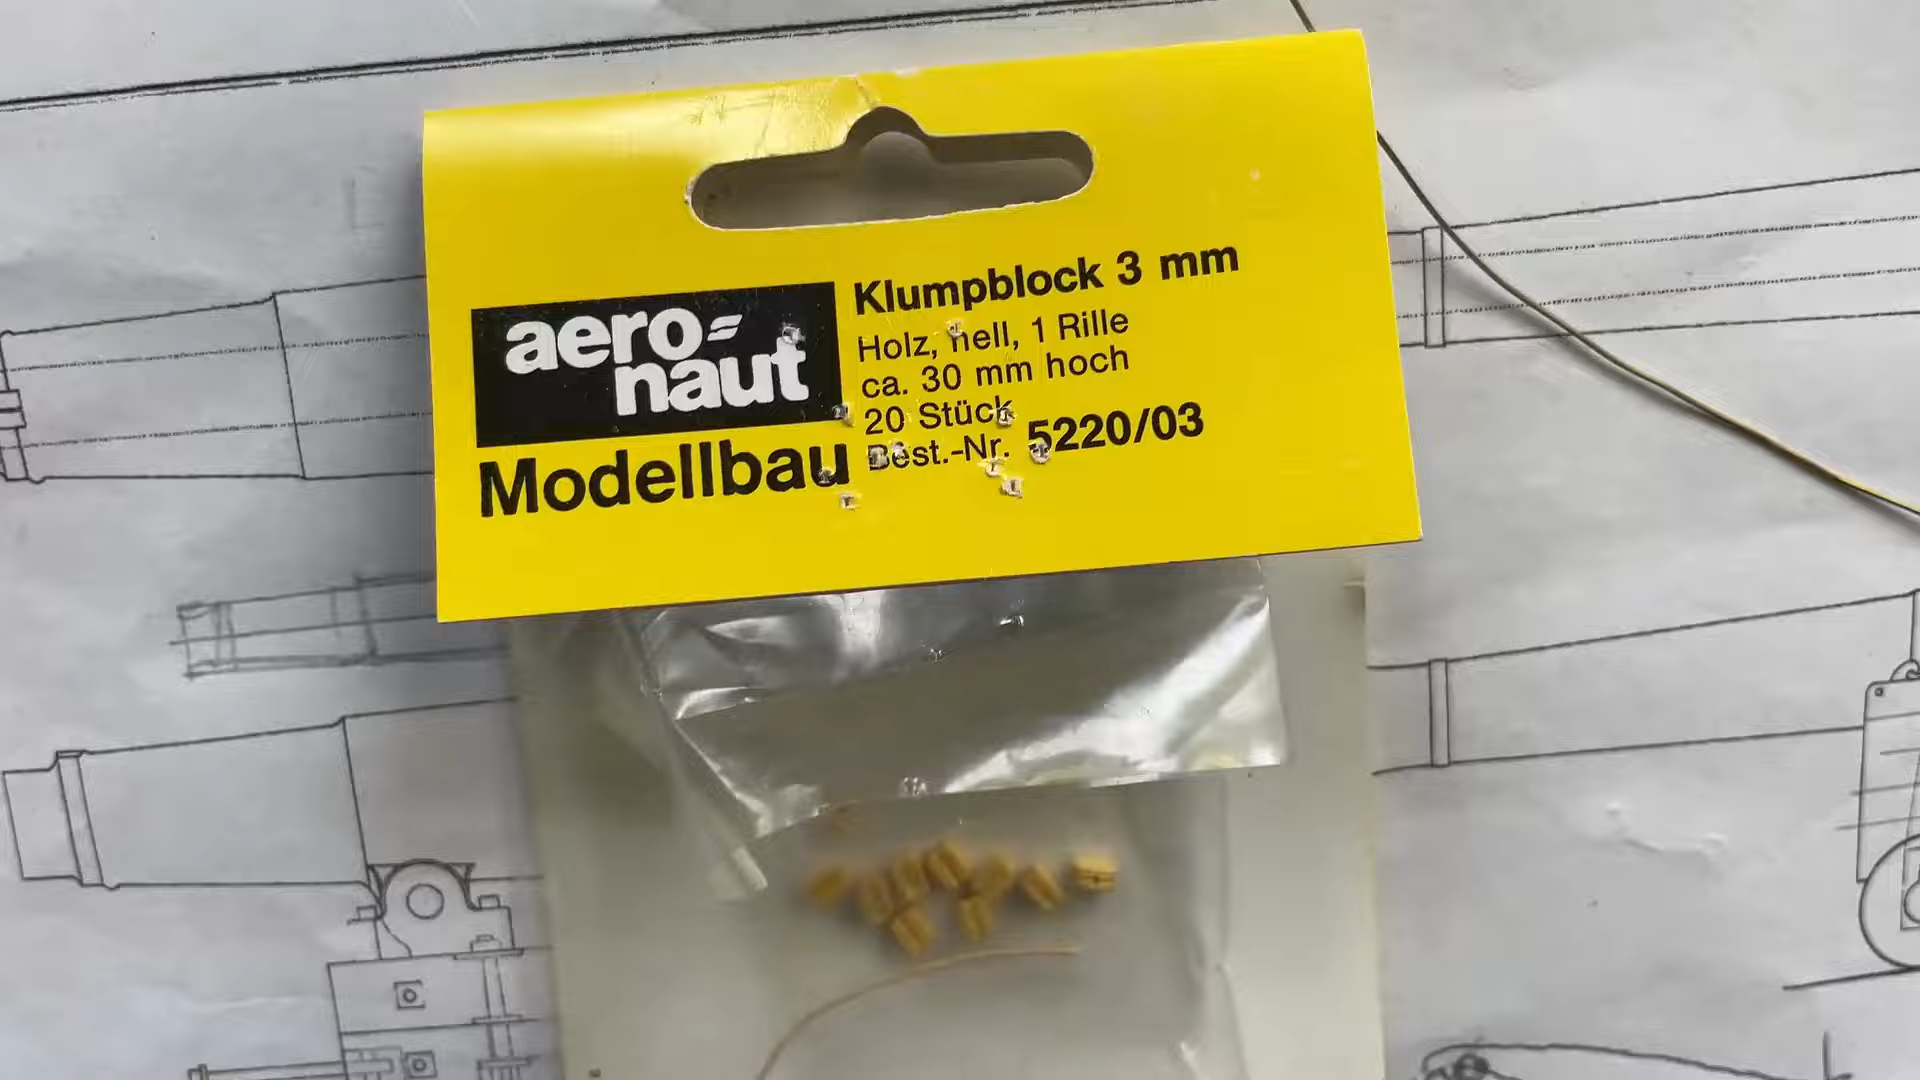 aero=
naut
Modellbau
Klumpblock 3 mm
Holz, hell, 1 Rille
ca. 30 mm hoch
20 Stück
Best.-Nr. 5220/03